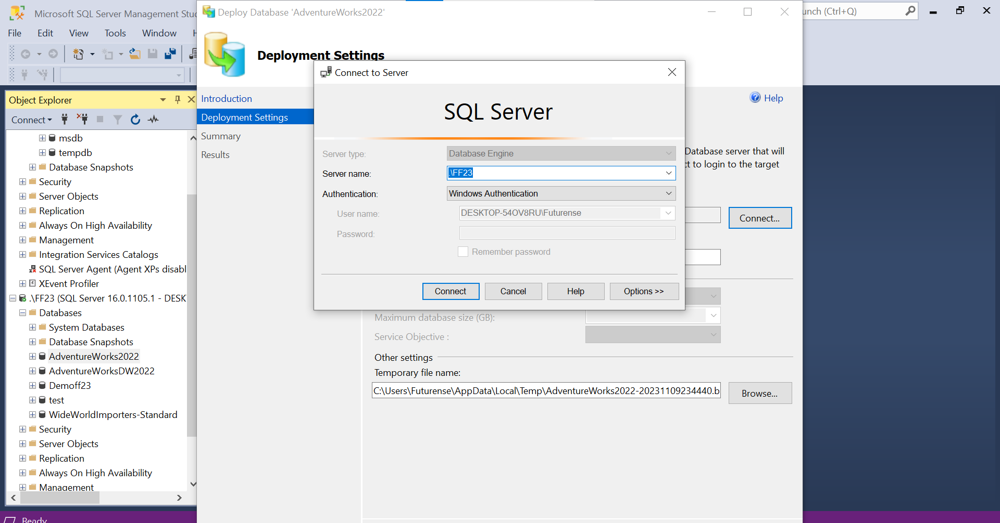 Microsoft SQL Server Management Stuc
File Edit View Tools Window H
Object Explorer
Connect
msdb
tempdb
Database Snapshots
Security
Server Objects
Replication
Always On High Availability
Management
Integration Services Catalogs
SQL Server Agent (Agent XPs disabl
XEvent Profiler
.\FF23 (SQL Server 16.0.1105.1 - DESK
Databases
System Databases
Database Snapshots
AdventureWorks2022
AdventureWorksDW2022
Demoff23
test
WideWorldImporters-Standard
Security
Server Objects
Replication
Always On High Availability
Management
Ready
Deploy Database 'AdventureWorks2022'
Deployment Settings
Introduction
Deployment Settings
Summary
Results
Help
Database server that will
ct to login to the target
Connect...
Connect to Server
SQL Server
Server type: Database Engine
Server name: .\FF23
Authentication: Windows Authentication
User name: DESKTOP-54OV8RU\Futurense
Password:
Remember password
Connect Cancel Help Options >>
Maximum database size (GB):
Service Objective :
Other settings
Temporary file name:
C:\Users\Futurense\AppData\Local\Temp\AdventureWorks2022-20231109234440.b
Browse...
unch (Ctrl+Q)